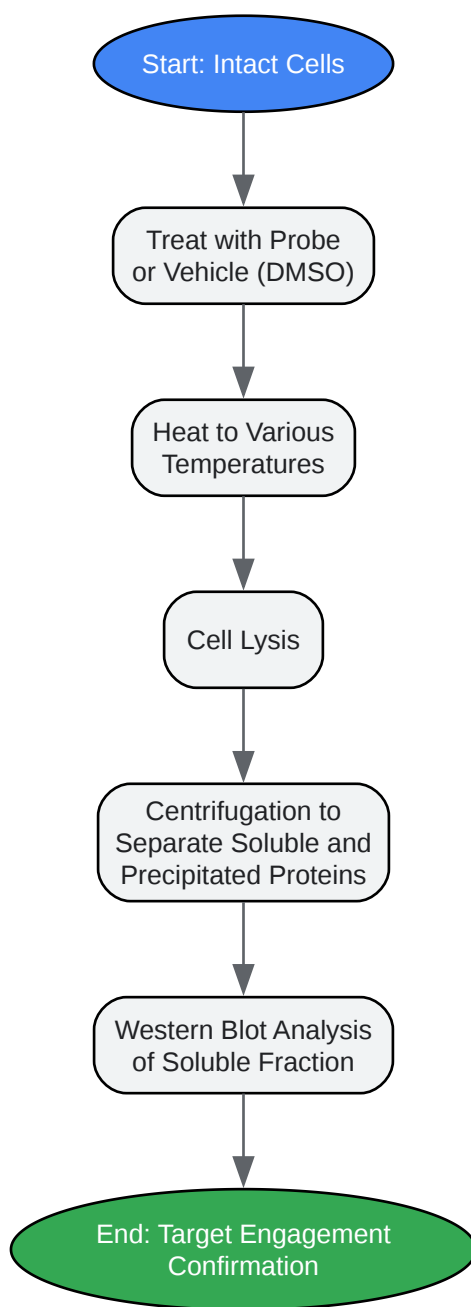 Start: Intact Cells
Treat with Probe
or Vehicle (DMSO)
Heat to Various
Temperatures
Cell Lysis
Centrifugation to
Separate Soluble and
Precipitated Proteins
Western Blot Analysis
of Soluble Fraction
End: Target Engagement
Confirmation